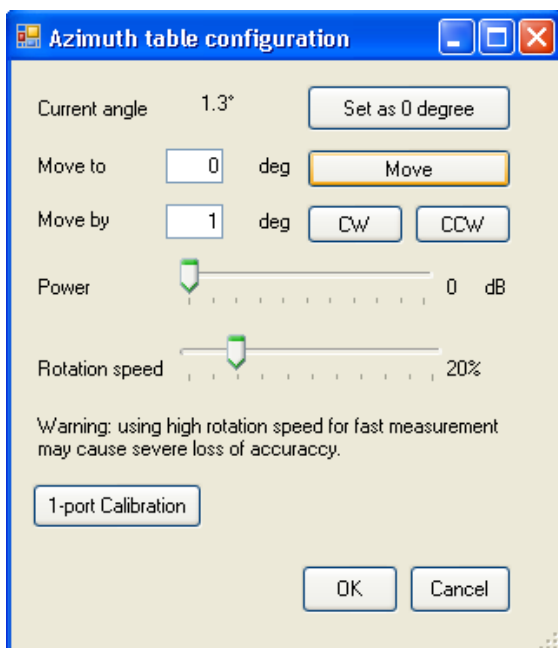 Azimuth table configuration
Current angle 1.3° Set as 0 degree
Move to 0 deg Move
Move by 1 deg CW CCW
Power 0 dB
Rotation speed 20%
Warning: using high rotation speed for fast measurement
may cause severe loss of accuraccy.
1-port Calibration
OK Cancel